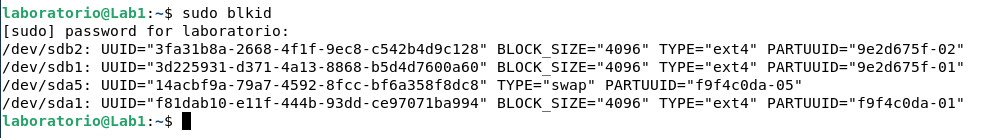 laboratorio@Lab1:~$ sudo blkid
[sudo] password for laboratorio:
/dev/sdb2: UUID="3fa31b8a-2668-4f1f-9ec8-c542b4d9c128" BLOCK_SIZE="4096" TYPE="ext4" PARTUUID="9e2d675f-02"
/dev/sdb1: UUID="3d225931-d371-4a13-8868-b5d4d7600a60" BLOCK_SIZE="4096" TYPE="ext4" PARTUUID="9e2d675f-01"
/dev/sda5: UUID="14acbf9a-79a7-4592-8fcc-bf6a358f8dc8" TYPE="swap" PARTUUID="f9f4c0da-05"
/dev/sda1: UUID="f81dab10-e11f-444b-93dd-ce97071ba994" BLOCK_SIZE="4096" TYPE="ext4" PARTUUID="f9f4c0da-01"
laboratorio@Lab1:~$